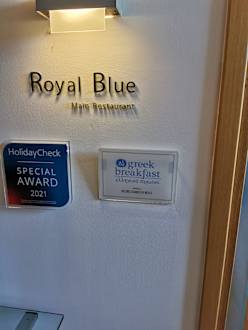 Royal Blue
Main Restaurant
HolidayCheck
SPECIAL
AWARD
2021
greek
breakfast